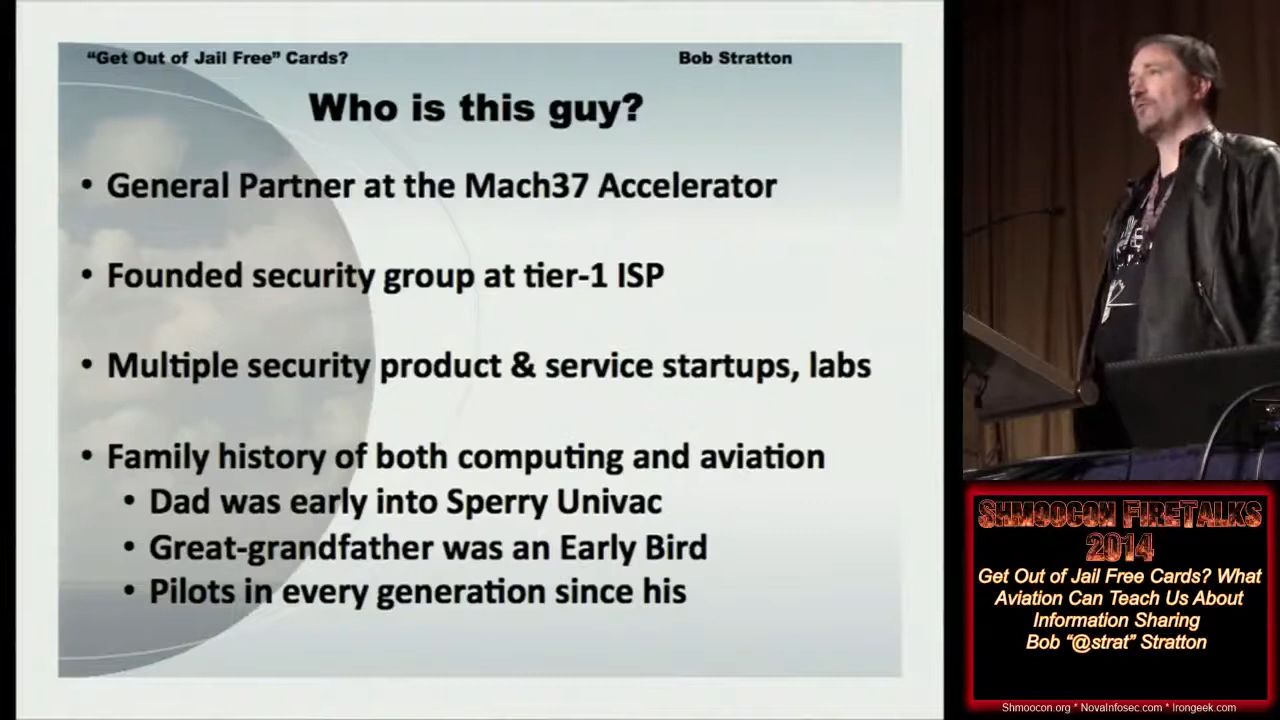 “Get Out of Jail Free” Cards?
Bob Stratton
Who is this guy?
• General Partner at the Mach37 Accelerator
• Founded security group at tier-1 ISP
• Multiple security product & service startups, labs
• Family history of both computing and aviation
• Dad was early into Sperry Univac
• Great-grandfather was an Early Bird
• Pilots in every generation since his
Shmoocon FireTalks
2014
Get Out of Jail Free Cards? What
Aviation Can Teach Us About
Information Sharing
Bob “@strat” Stratton
Shmoocon.org * NovaInfosec.com * Irongeek.com